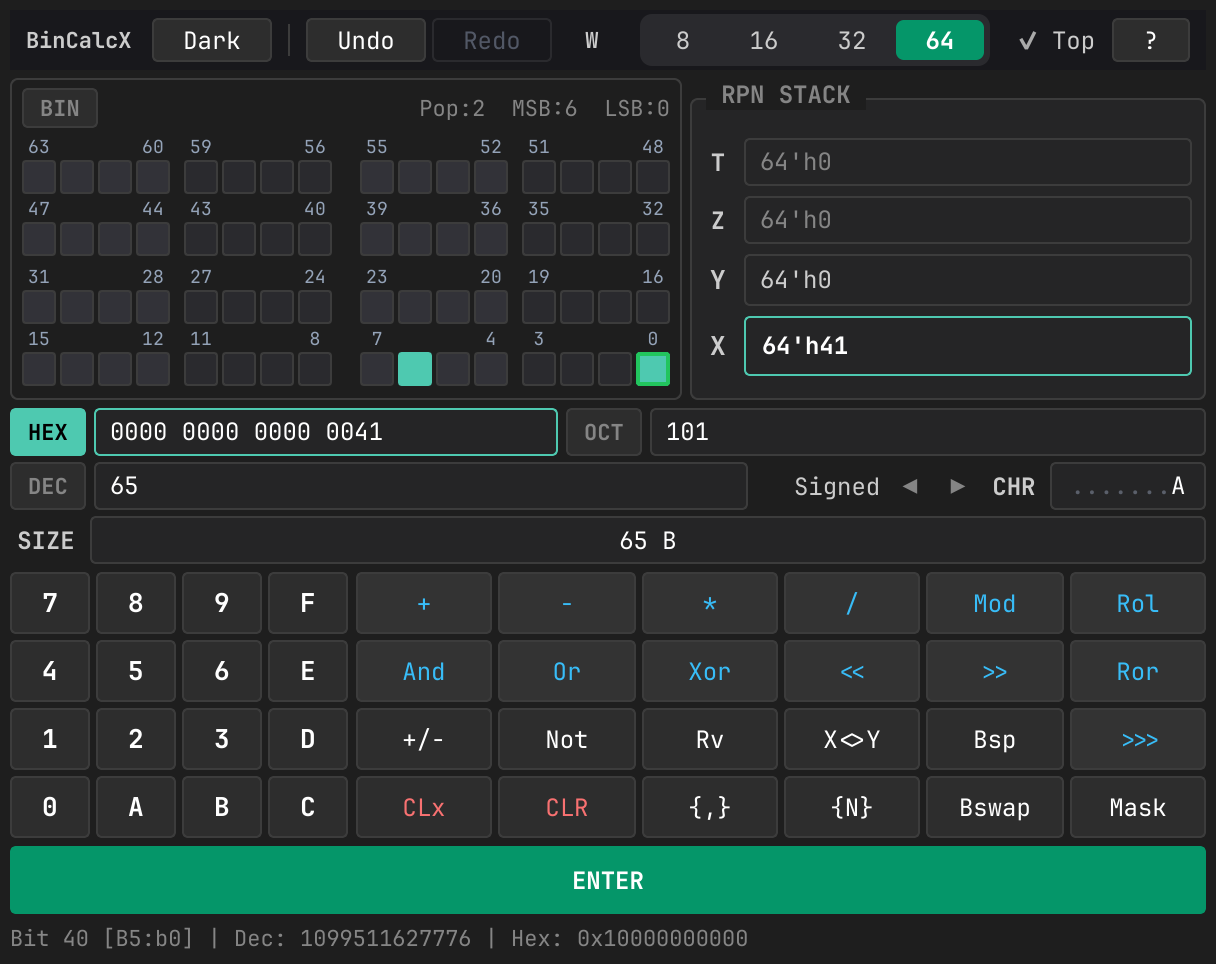 BinCalcX Dark Undo Redo W 8 16 32 64 ✓ Top ?
BIN Pop:2 MSB:6 LSB:0
63 60 59 56 55 52 51 48
47 44 43 40 39 36 35 32
31 28 27 24 23 20 19 16
15 12 11 8 7 4 3 0
RPN STACK
T 64'h0
Z 64'h0
Y 64'h0
X 64'h41
HEX 0000 0000 0000 0041 OCT 101
DEC 65 Signed ◀ ▶ CHR .......A
SIZE 65 B
7 8 9 F + - * / Mod Rol
4 5 6 E And Or Xor << >> Ror
1 2 3 D +/- Not Rv X<>Y Bsp >>>
0 A B C CLx CLR {,} {N} Bswap Mask
ENTER
Bit 40 [B5:b0] | Dec: 1099511627776 | Hex: 0x10000000000